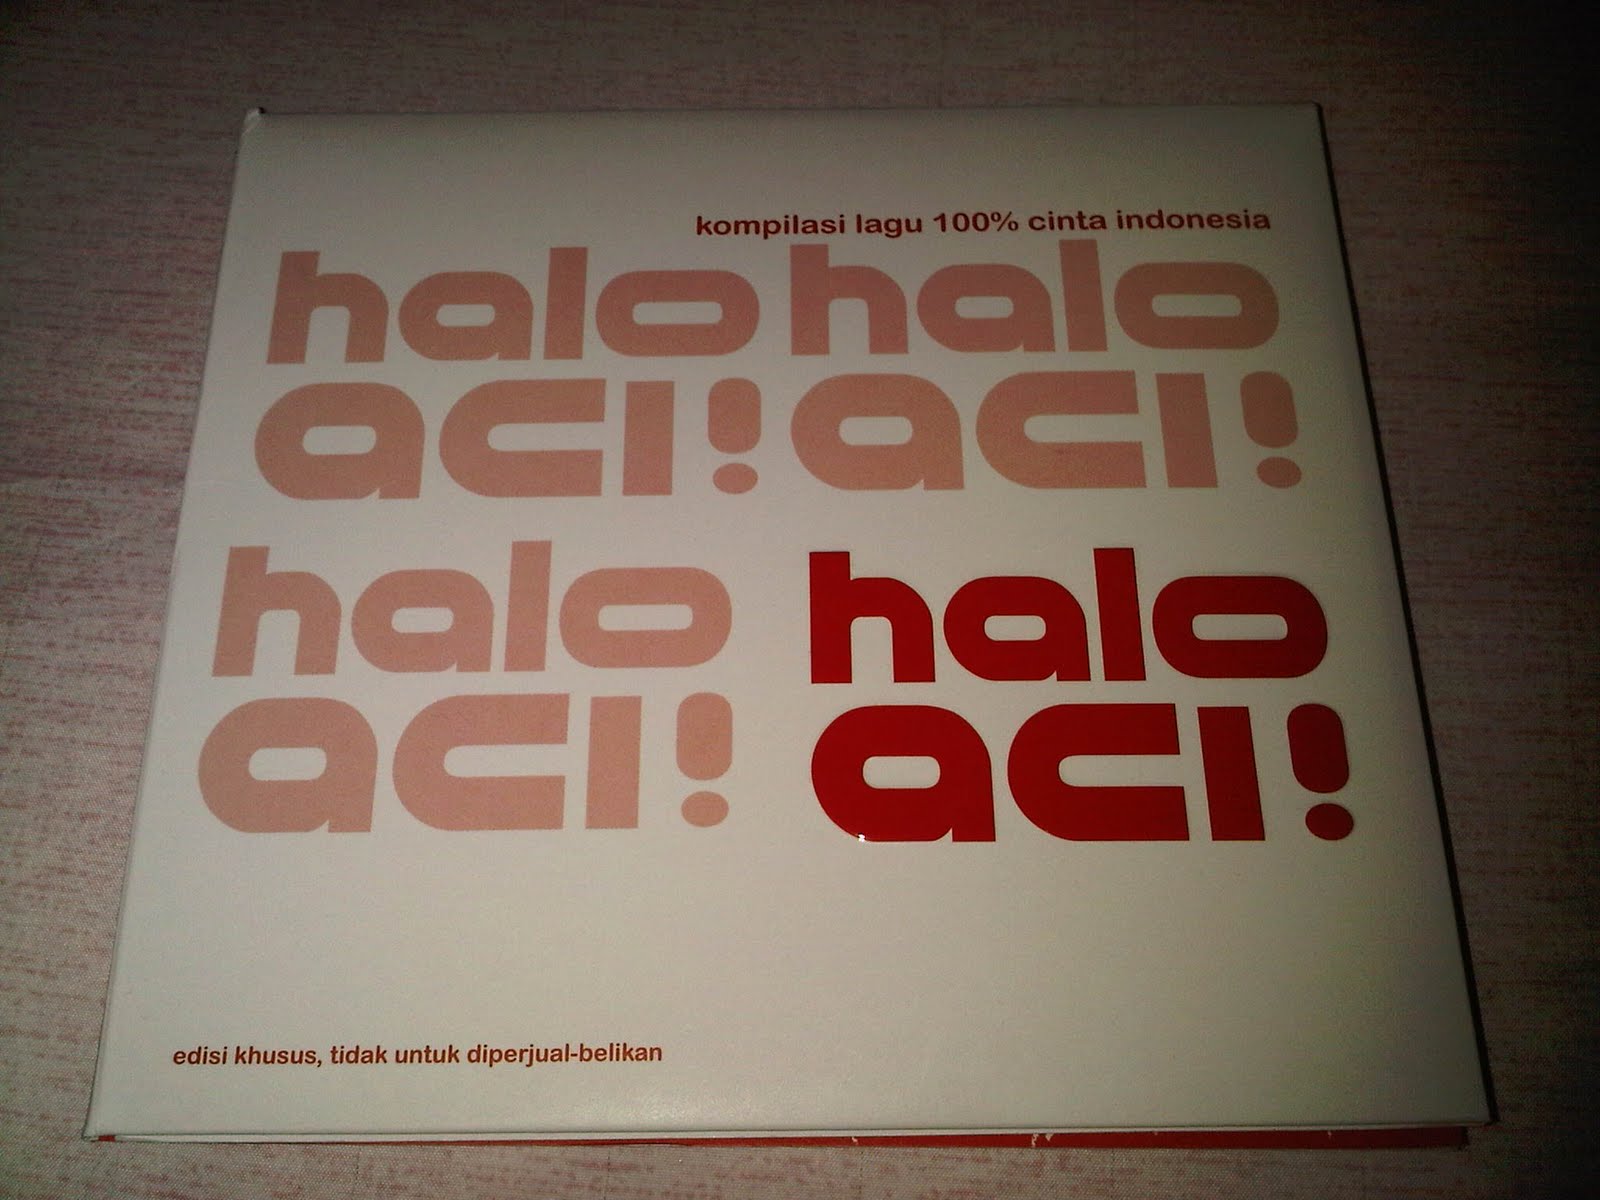 kompilasi lagu 100% cinta indonesia
halo halo
aci! aci!
halo halo
aci! aci!
edisi khusus, tidak untuk diperjual-belikan